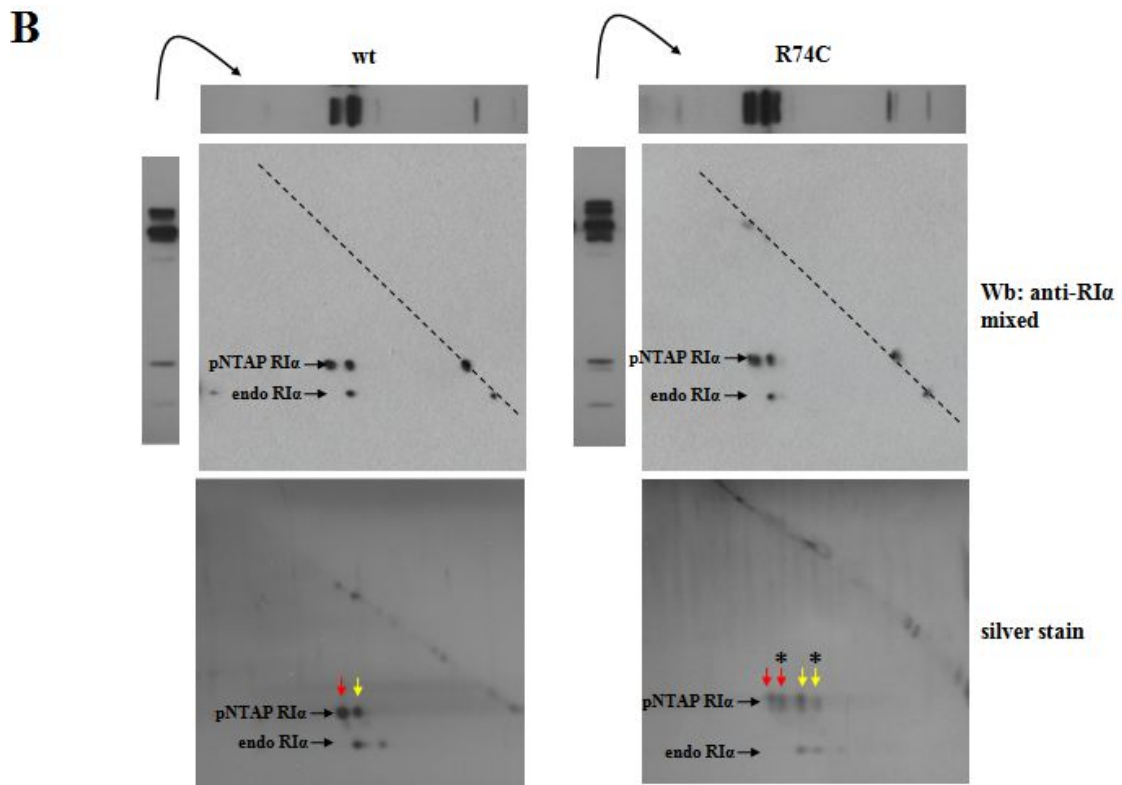 B
wt
R74C
pNTAP RIα
endo RIα
pNTAP RIα
endo RIα
Wb: anti-RIα
mixed
* *
pNTAP RIα
endo RIα
pNTAP RIα
endo RIα
silver stain